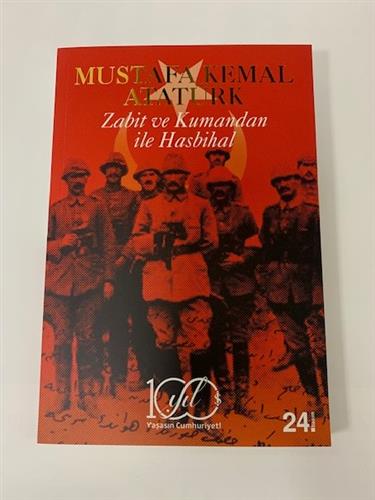 MUSTAFA KEMAL
ATATÜRK
Zabit ve Kumandan
ile Hasbihal
100.yıl
Yaşasın Cumhuriyet!
24!